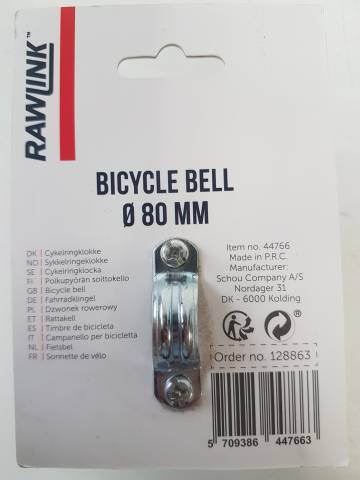 RAWLINK™
BICYCLE BELL
Ø 80 MM
DK | Cykelringklokke
NO | Sykkelringeklokke
SE | Cykelringklocka
FI | Polkupyörän soittokello
GB | Bicycle bell
DE | Fahrradklingel
PL | Dzwonek rowerowy
ET | Rattakell
ES | Timbre de bicicleta
IT | Campanello per bicicletta
NL | Fietsbel
FR | Sonnette de vélo
Item no. 44766
Made in P.R.C.
Manufacturer:
Schou Company A/S
Nordager 31
DK - 6000 Kolding
Order no. 128863
5 709386 447663